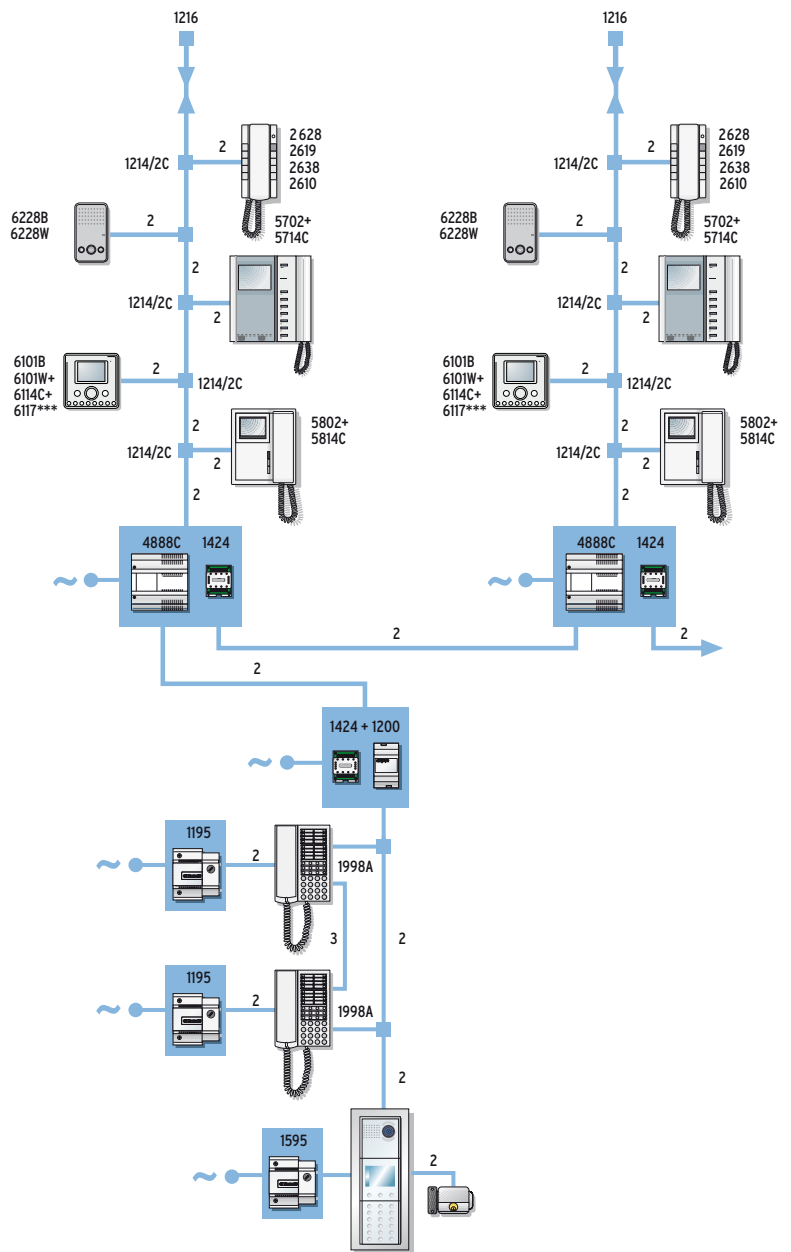 1216
1216
2
2628
2619
2638
2610
1214/2C
2
2628
2619
2638
2610
1214/2C
6228B
6228W
2
5702+
5714C
6228B
6228W
2
5702+
5714C
2
2
1214/2C
2
1214/2C
2
6101B
6101W+
6114C+
6117***
2
1214/2C
6101B
6101W+
6114C+
6117***
2
1214/2C
2
5802+
5814C
2
5802+
5814C
1214/2C
2
1214/2C
2
2
2
4888C
1424
4888C
1424
~
~
2
2
2
1424 + 1200
~
1195
~
2
1998A
3
2
1195
~
2
1998A
2
1595
~
2